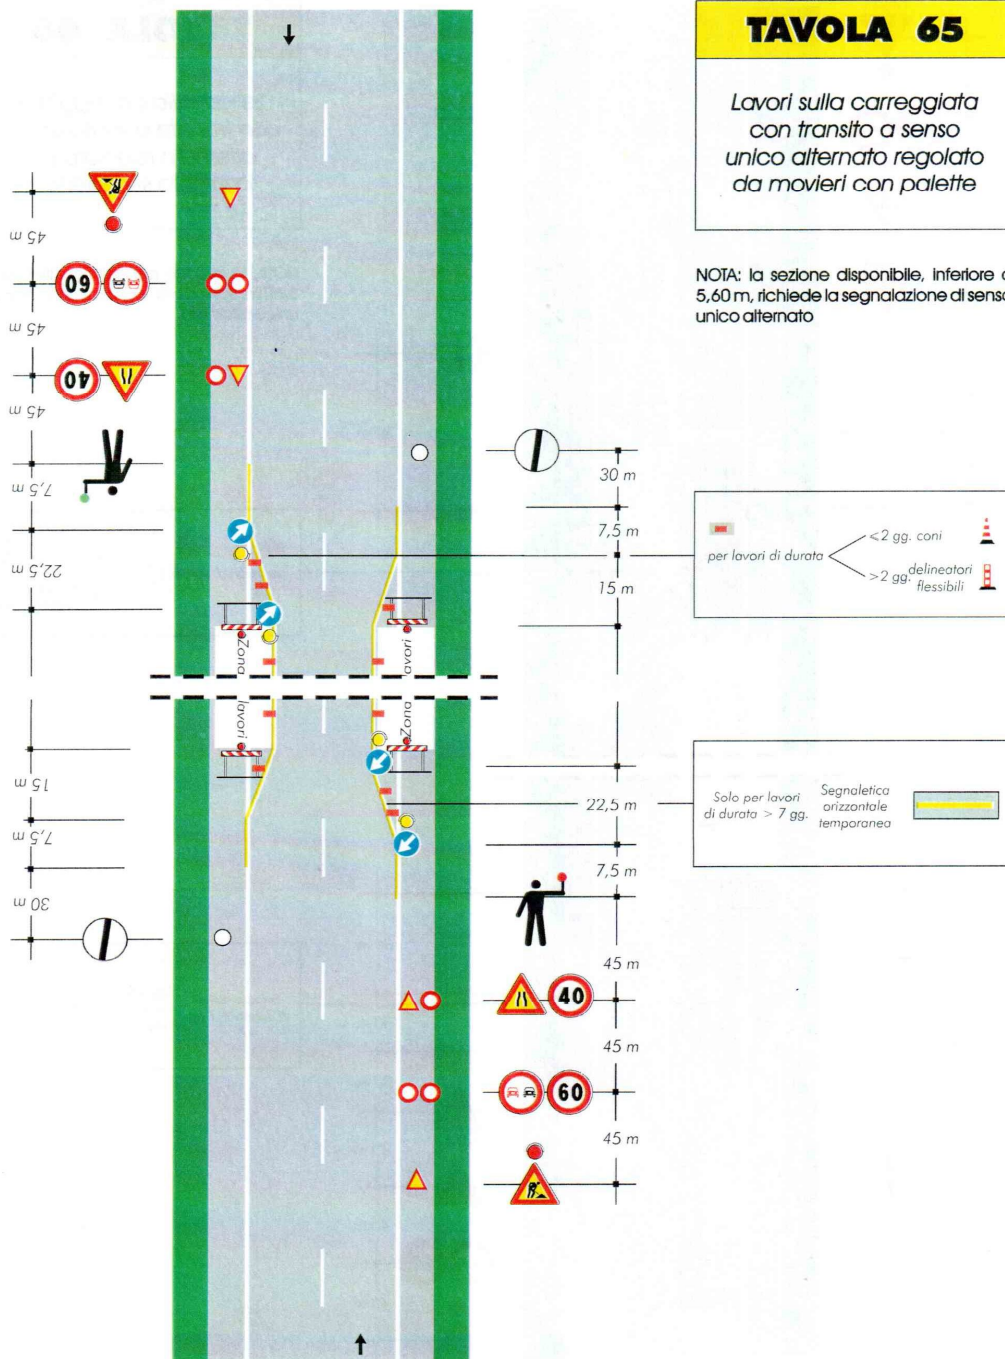 TAVOLA 65
Lavori sulla carreggiata
con transito a senso
unico alternato regolato
da movieri con palette
NOTA: la sezione disponibile, inferiore a
5,60 m, richiede la segnalazione di senso
unico alternato
45 m
60
45 m
40
45 m
7,5 m
22,5 m
30 m
7,5 m
15 m
per lavori di durata
<2 gg. coni
>2 gg. delineatori
flessibili
Zona
lavori
lavori
Zona
15 m
7,5 m
30 m
22,5 m
7,5 m
Solo per lavori
di durata > 7 gg.
Segnaletica
orizzontale
temporanea
45 m
40
45 m
60
45 m